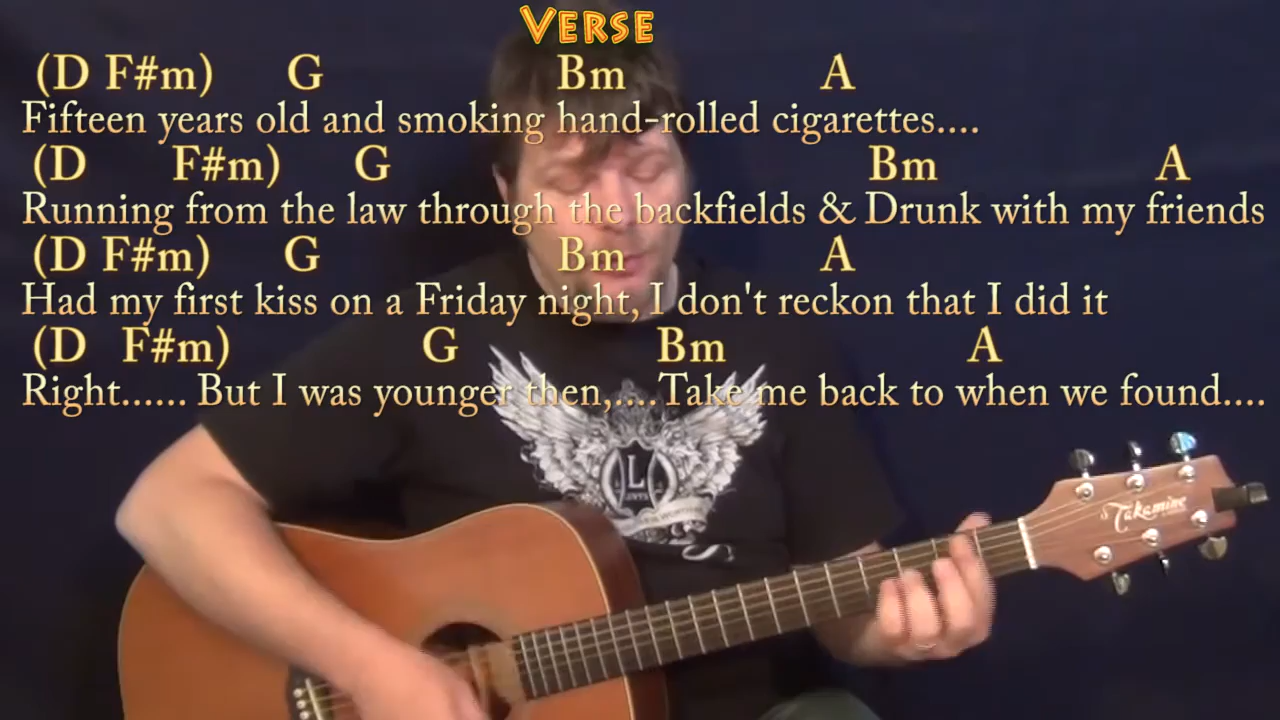 VERSE
(D F#m) G Bm A
Fifteen years old and smoking hand-rolled cigarettes....
(D F#m) G Bm A
Running from the law through the backfields & Drunk with my friends
(D F#m) G Bm A
Had my first kiss on a Friday night, I don't reckon that I did it
(D F#m) G Bm A
Right...... But I was younger then,....Take me back to when we found....
L
Takamine